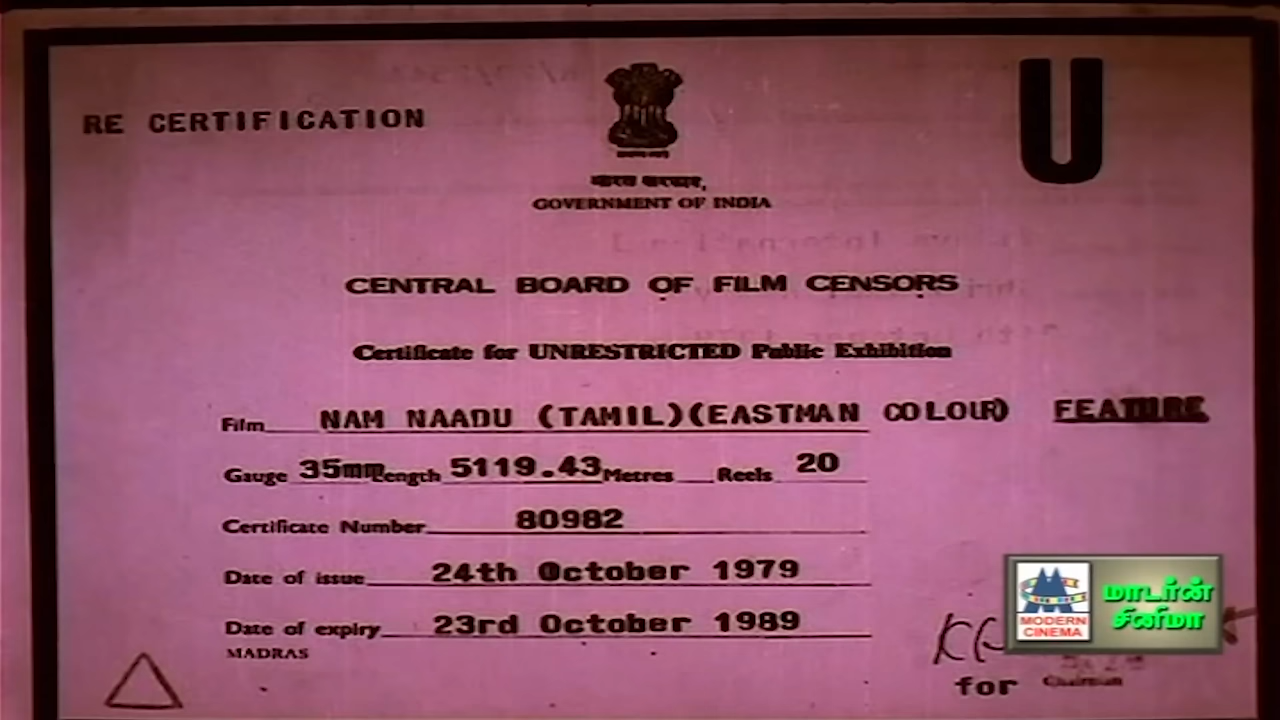 U
RE CERTIFICATION
भारत सरकार,
GOVERNMENT OF INDIA
CENTRAL BOARD OF FILM CENSORS
Certificate for UNRESTRICTED Public Exhibition
Film NAM NAADU (TAMIL)(EASTMAN COLOUR) FEATURE
Gauge 35mm Length 5119.43 Metres Reels 20
Certificate Number 80982
Date of issue 24th October 1979
Date of expiry 23rd October 1989
MADRAS
for Chairman
MODERN
CINEMA
மாடர்ன்
சினிமா